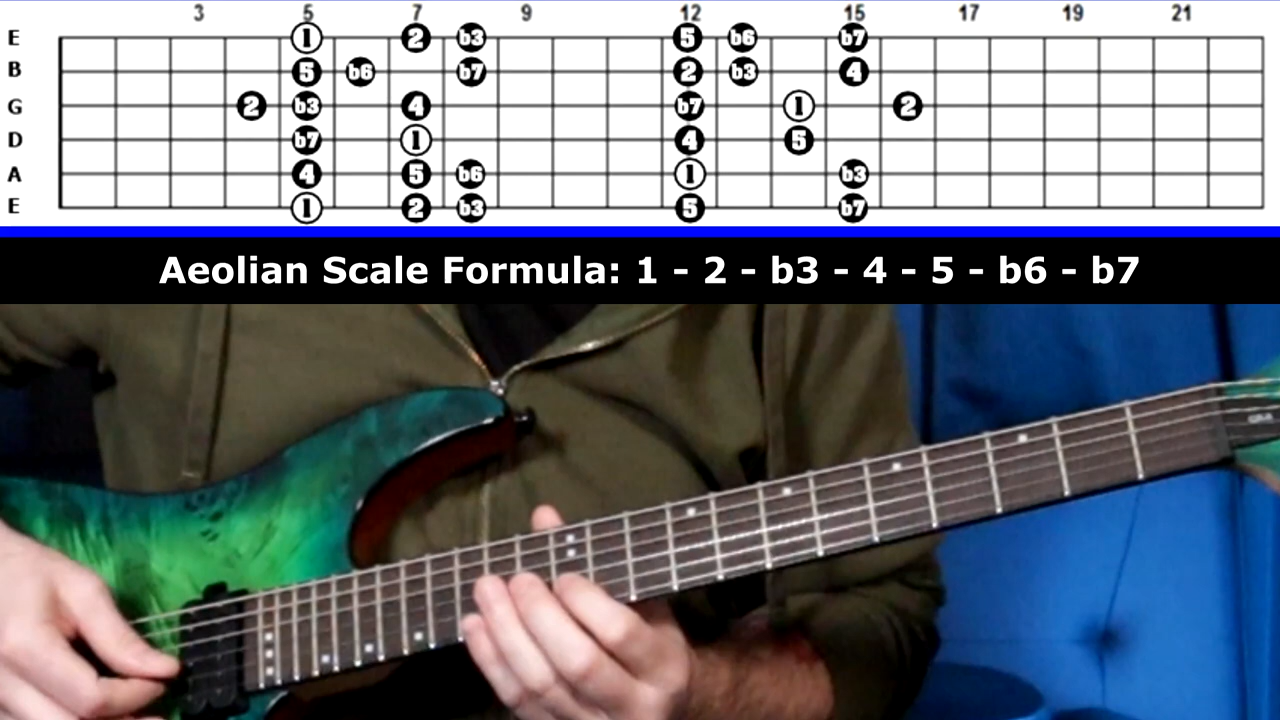 3 5 7 9 12 15 17 19 21
E 1 2 b3 5 b6 b7
B 5 b6 b7 2 b3 4
G 2 b3 4 b7 1 2
D b7 1 4 5
A 4 5 b6 1 b3
E 1 2 b3 5 b7
Aeolian Scale Formula: 1 - 2 - b3 - 4 - 5 - b6 - b7